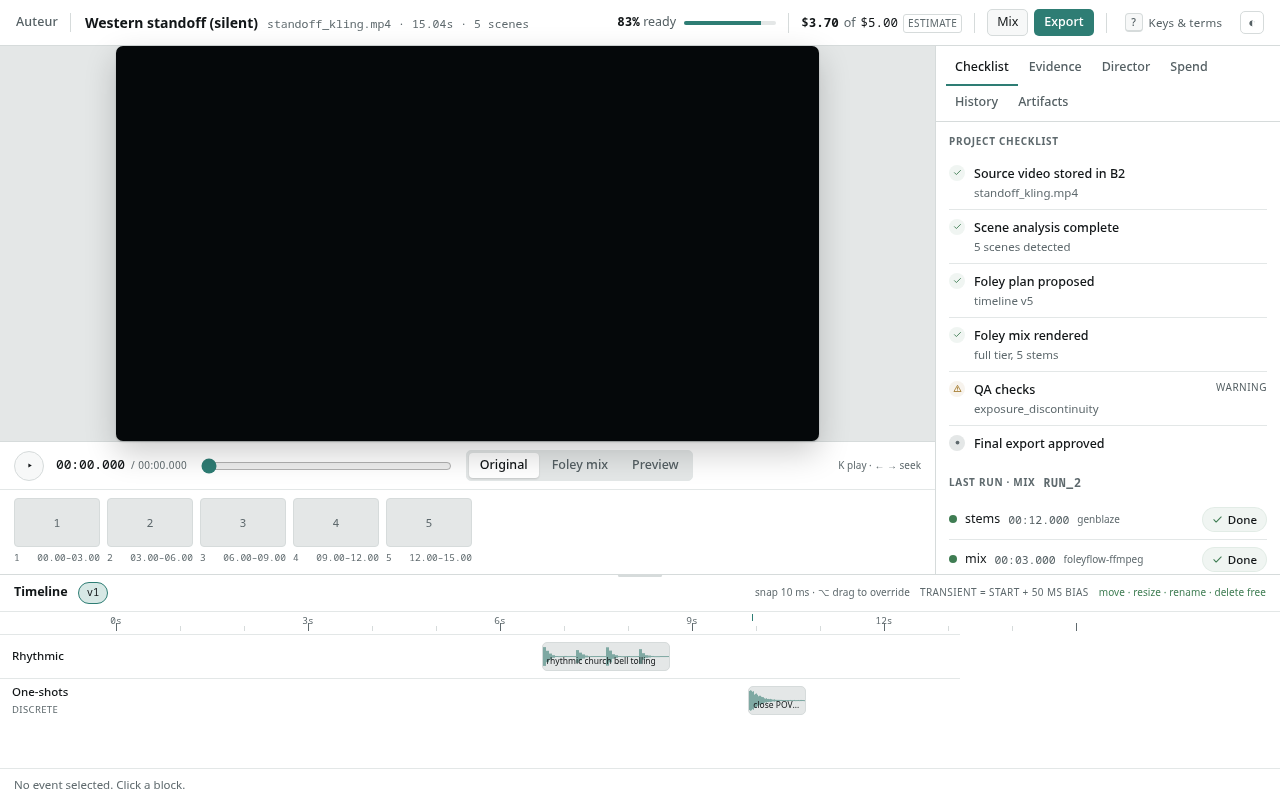 Auteur Western standoff (silent) standoff_kling.mp4 · 15.04s · 5 scenes 83% ready $3.70 of $5.00 ESTIMATE Mix Export ? Keys & terms
Checklist Evidence Director Spend
History Artifacts
PROJECT CHECKLIST
Source video stored in B2
standoff_kling.mp4
Scene analysis complete
5 scenes detected
Foley plan proposed
timeline v5
Foley mix rendered
full tier, 5 stems
QA checks WARNING
exposure_discontinuity
Final export approved
LAST RUN · MIX RUN_2
stems 00:12.000 genblaze Done
mix 00:03.000 foleyflow-ffmpeg Done
00:00.000 / 00:00.000 Original Foley mix Preview K play · ← → seek
1 2 3 4 5
1 00.00–03.00 2 03.00–06.00 3 06.00–09.00 4 09.00–12.00 5 12.00–15.00
Timeline v1 snap 10 ms · ⌥ drag to override TRANSIENT = START + 50 MS BIAS move · resize · rename · delete free
0s 3s 6s 9s 12s
Rhythmic rhythmic church bell tolling
One-shots close POV…
DISCRETE
No event selected. Click a block.